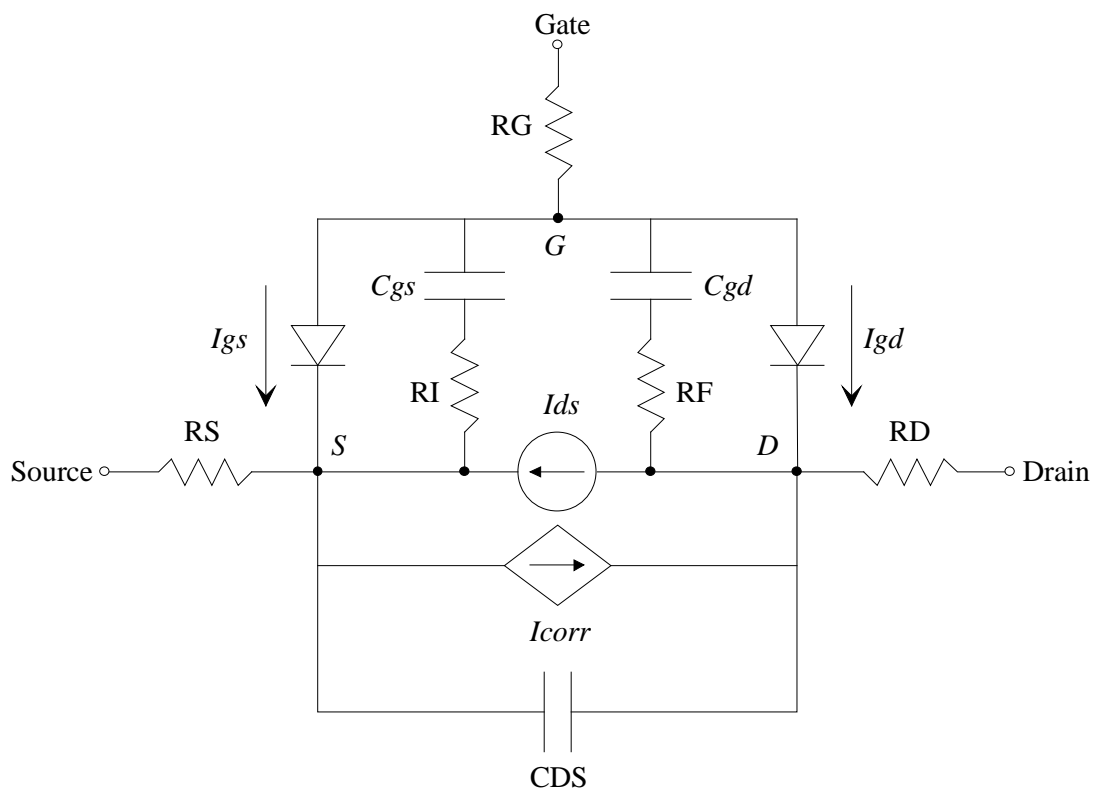 Gate
RG
G
Cgs
Cgd
Igs
Igd
RI
RF
Ids
RS
S
D
RD
Source
Drain
Icorr
CDS